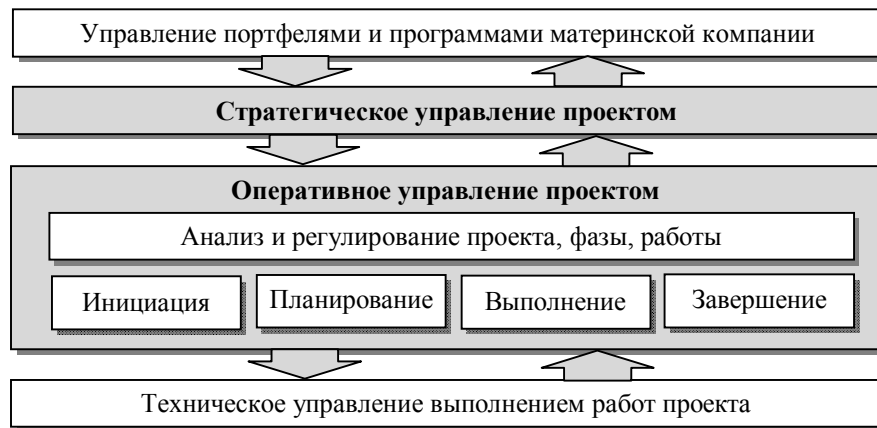 Управление портфелями и программами материнской компании
Стратегическое управление проектом
Оперативное управление проектом
Анализ и регулирование проекта, фазы, работы
Инициация
Планирование
Выполнение
Завершение
Техническое управление выполнением работ проекта